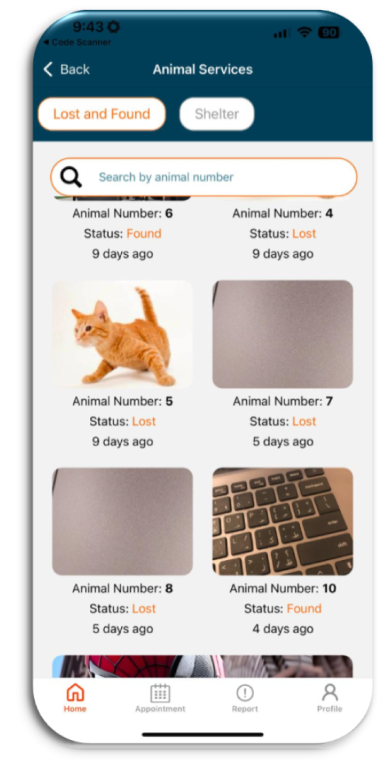 9:43
90
◀ Code Scanner
Back
Animal Services
Lost and Found
Shelter
Search by animal number
Animal Number: 6
Animal Number: 4
Status: Found
Status: Lost
9 days ago
9 days ago
Animal Number: 5
Animal Number: 7
Status: Lost
Status: Lost
9 days ago
5 days ago
Animal Number: 8
Animal Number: 10
Status: Lost
Status: Found
5 days ago
4 days ago
Home
Appointment
Report
Profile